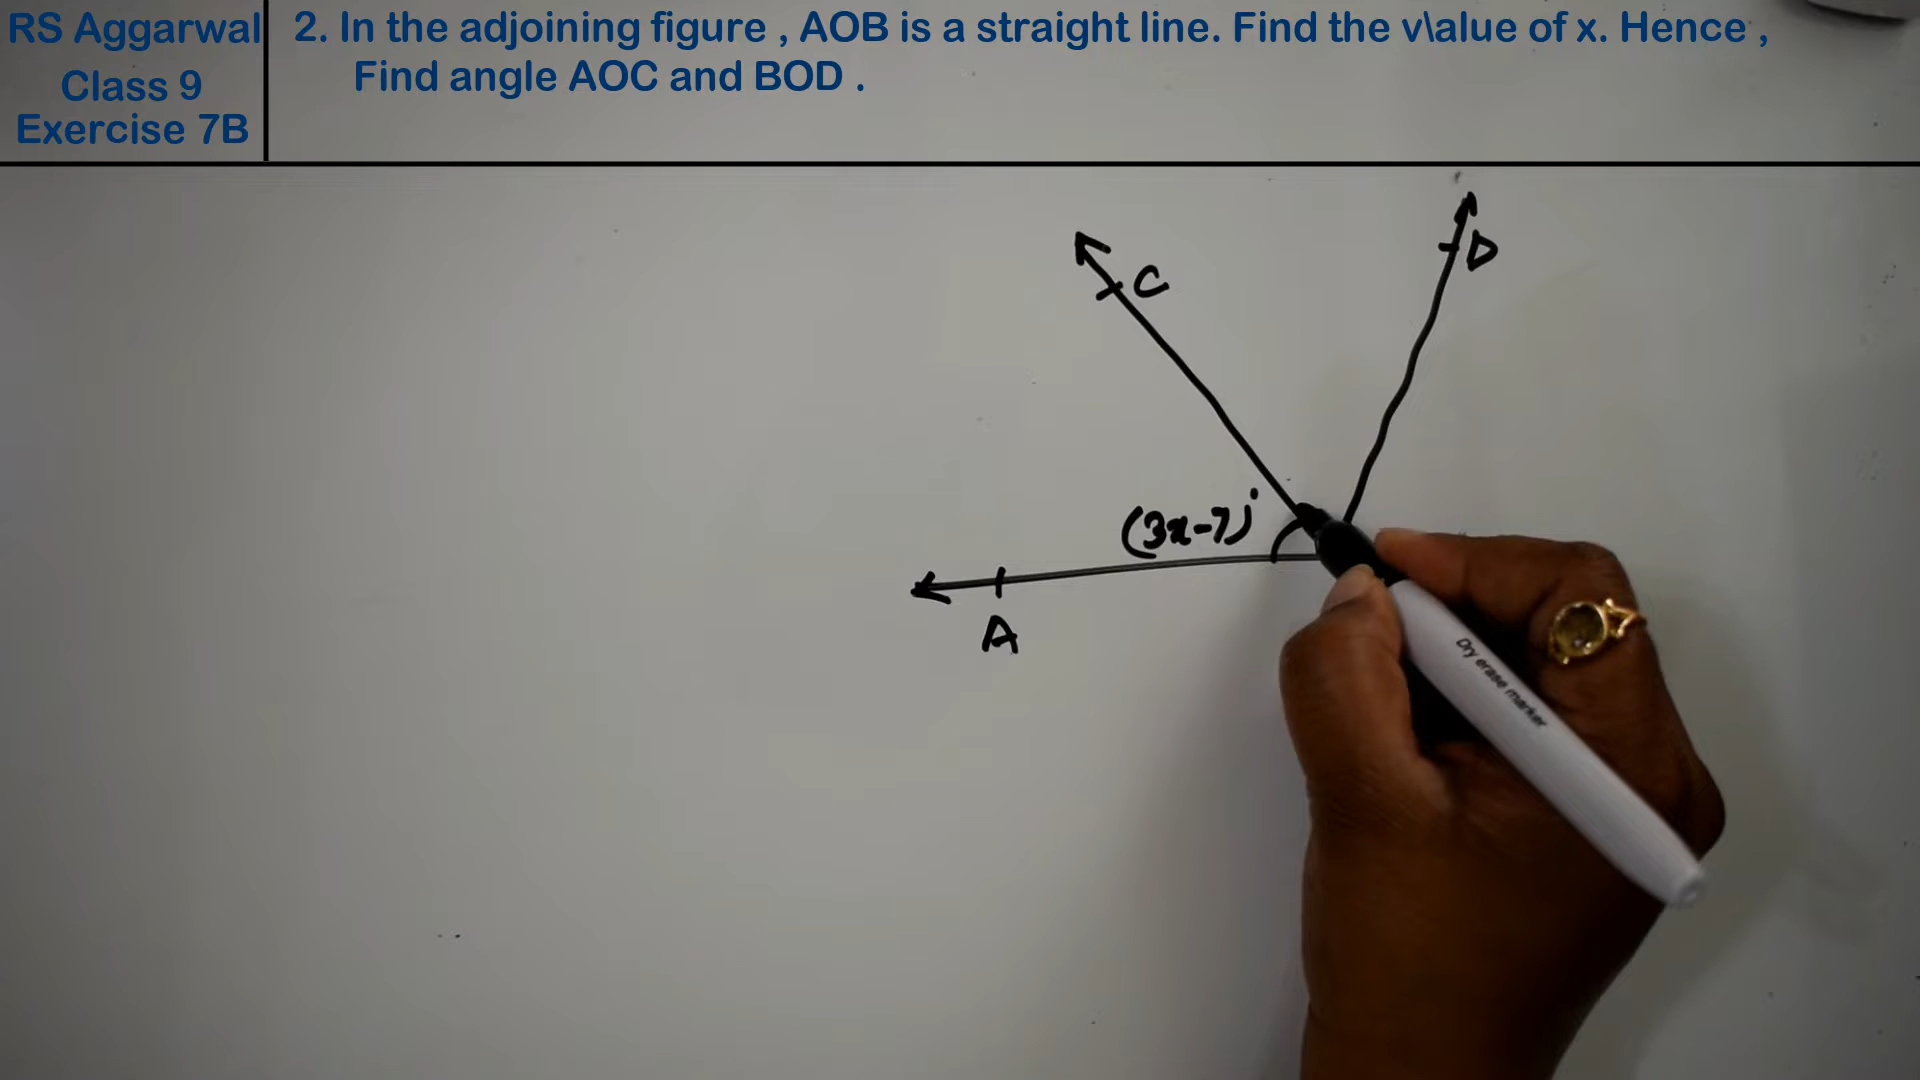 RS Aggarwal
Class 9
Exercise 7B
2. In the adjoining figure , AOB is a straight line. Find the v\alue of x. Hence ,
Find angle AOC and BOD .
C
D
(3x-7)°
A
Dry erase marker